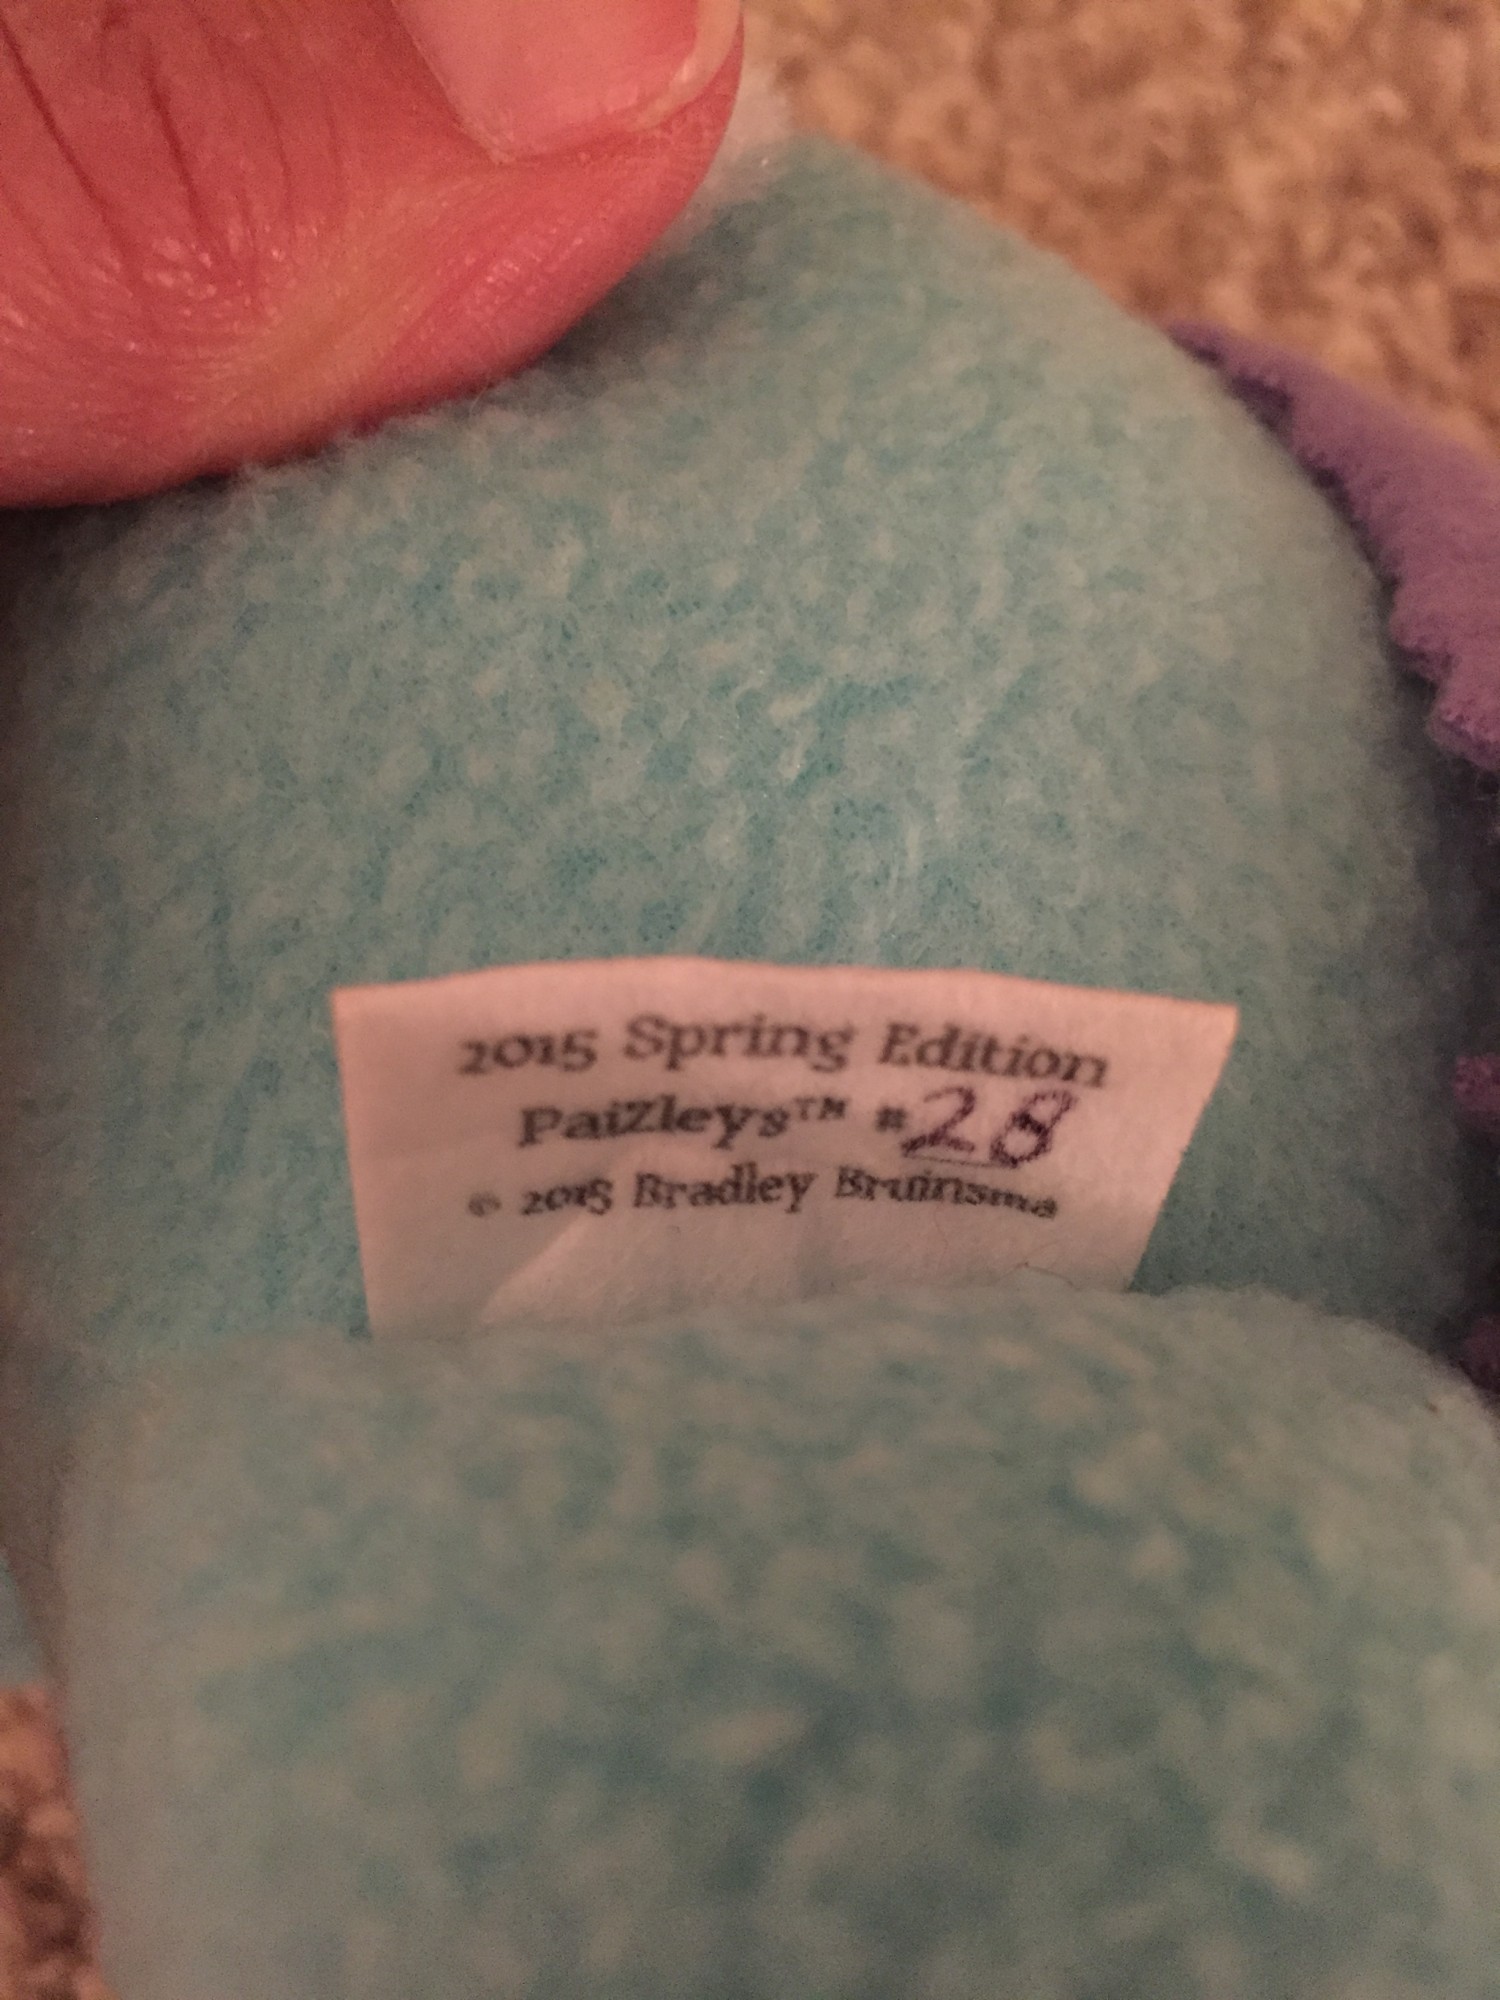 2015 Spring Edition
PaiZleys™ #28
© 2015 Bradley Bruinsma